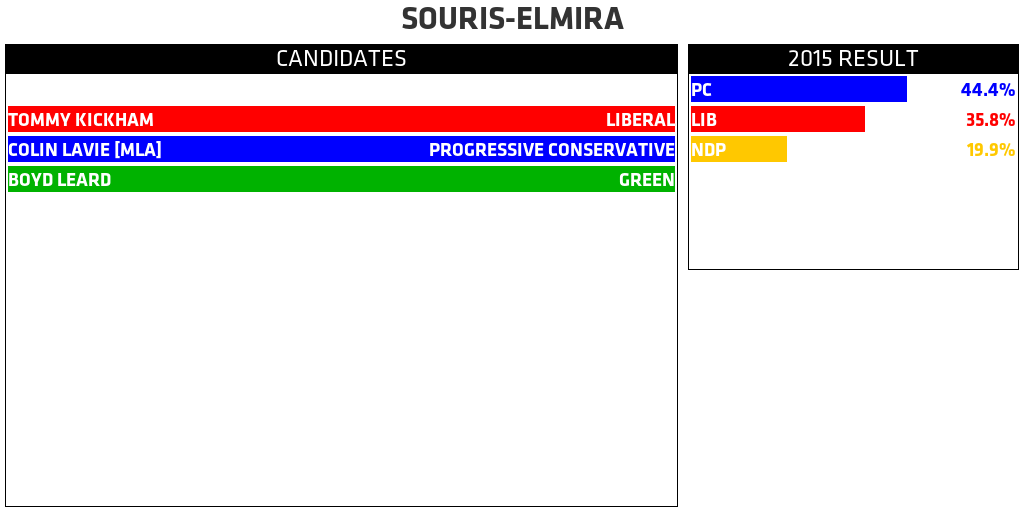 SOURIS-ELMIRA
CANDIDATES
TOMMY KICKHAM LIBERAL
COLIN LAVIE [MLA] PROGRESSIVE CONSERVATIVE
BOYD LEARD GREEN
2015 RESULT
PC 44.4%
LIB 35.8%
NDP 19.9%